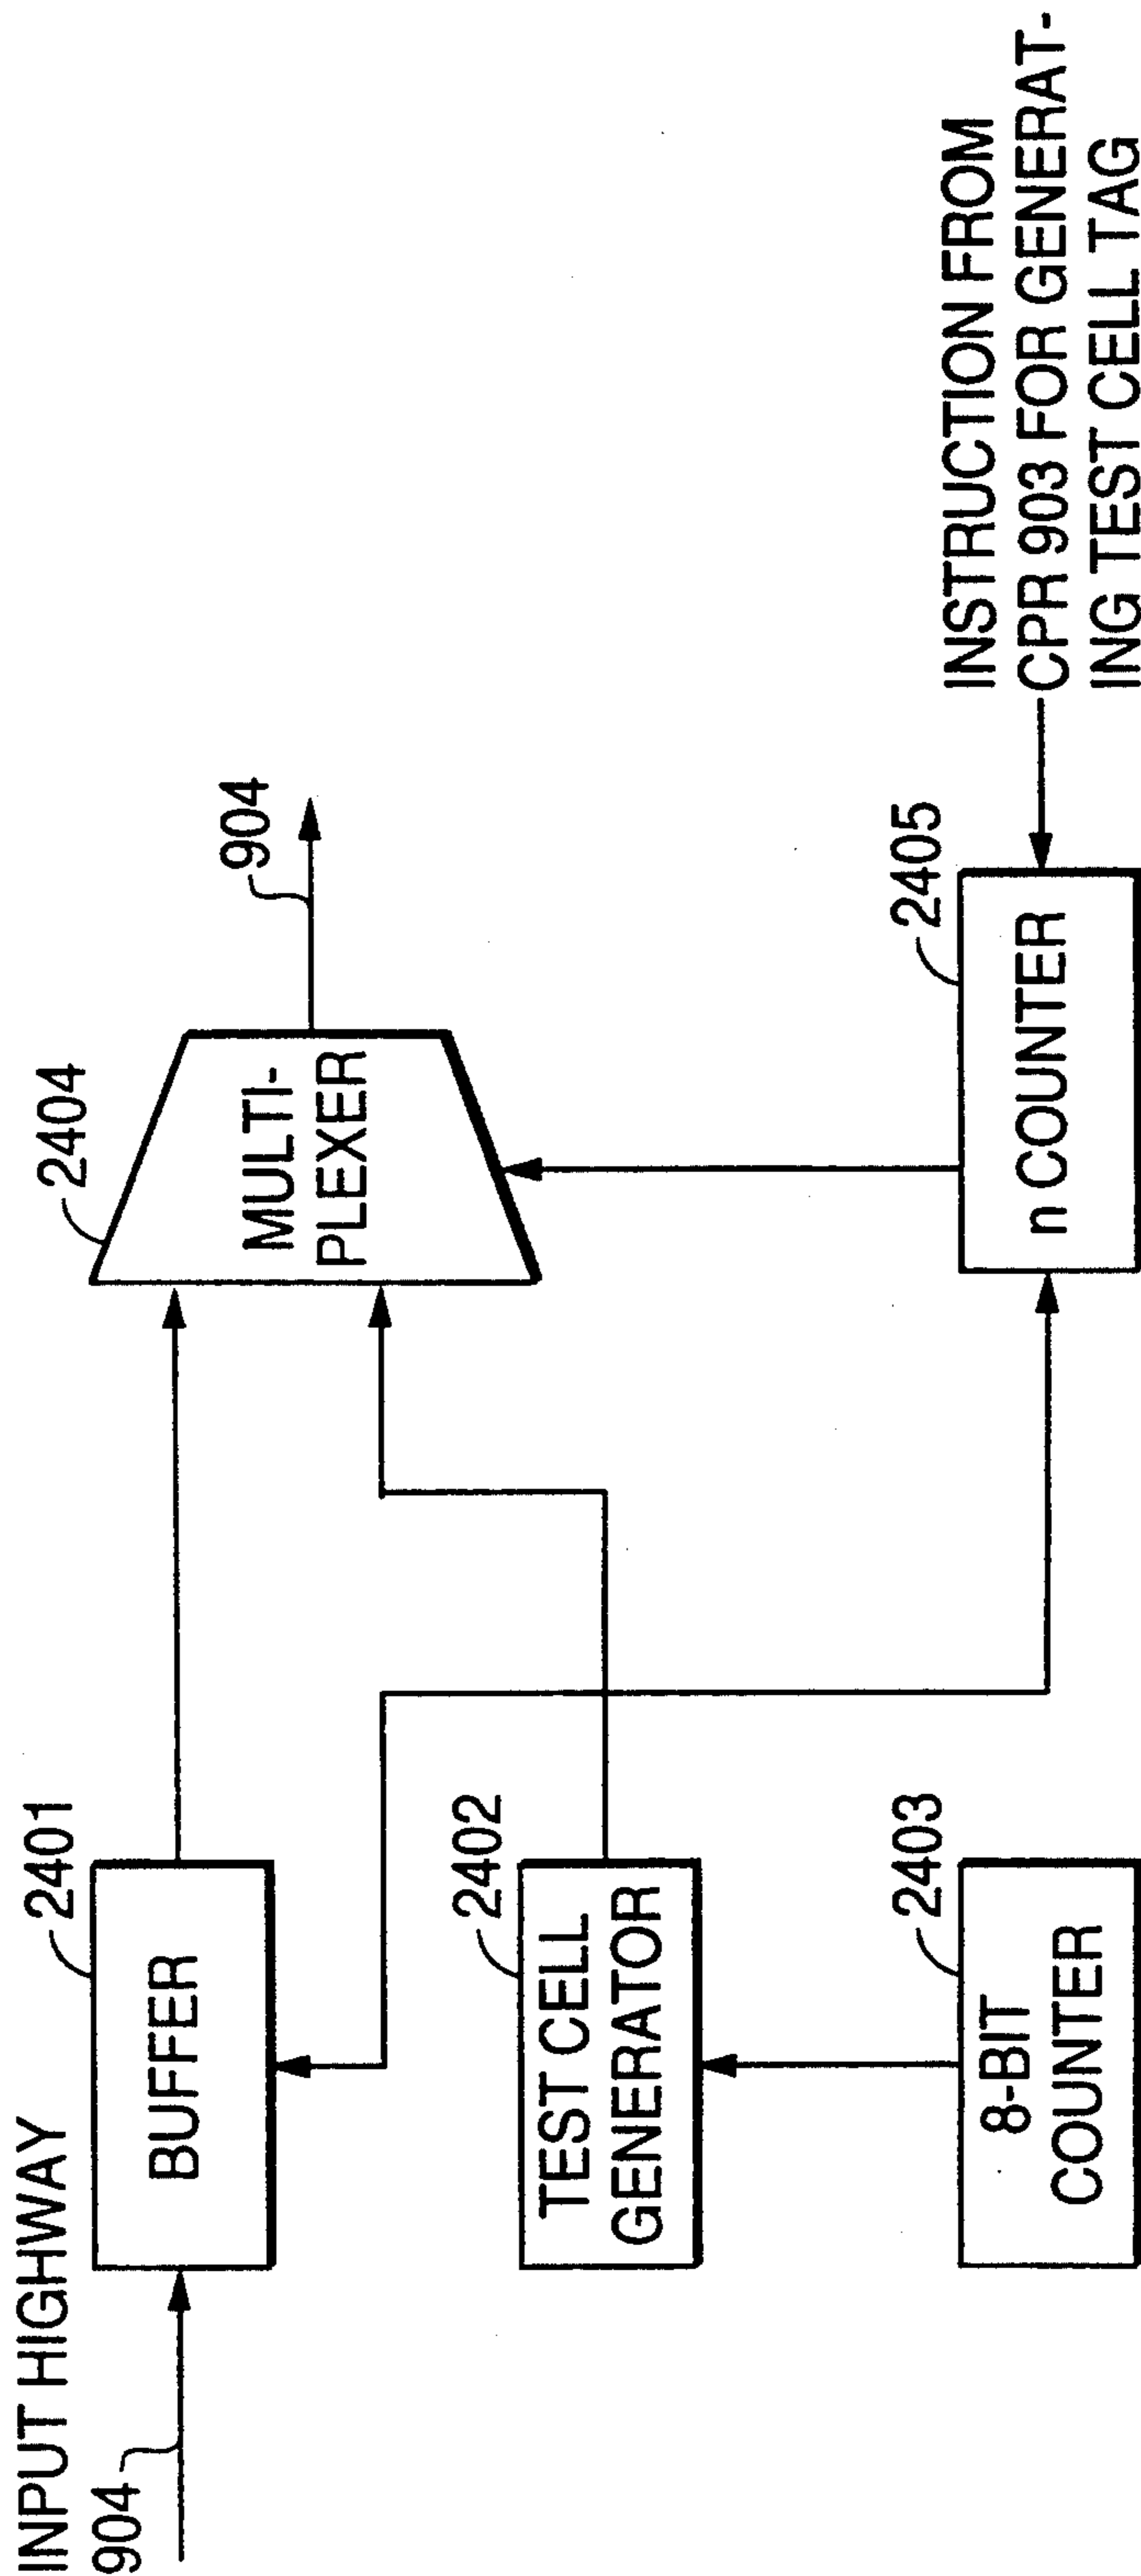 INPUT HIGHWAY
904
2401
BUFFER
2404
MULTI-
PLEXER
904
2402
TEST CELL
GENERATOR
2403
8-BIT
COUNTER
2405
n COUNTER
INSTRUCTION FROM
CPR 903 FOR GENERAT-
ING TEST CELL TAG